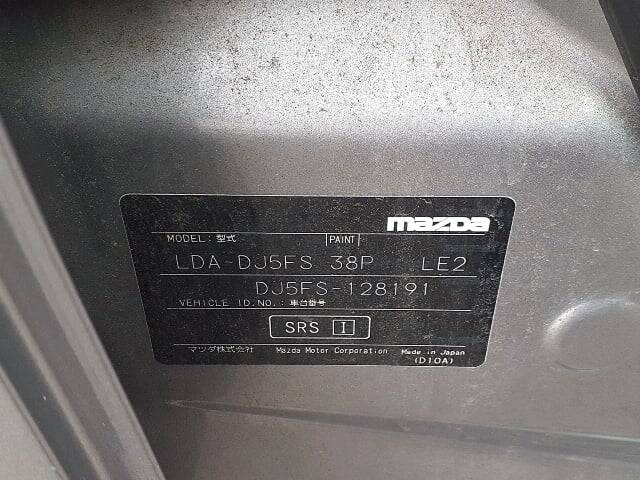 mazda
MODEL: 型式 PAINT
LDA-DJ5FS 38P LE2
DJ5FS-128191
VEHICLE ID.NO.: 車台番号
SRS I
マツダ株式会社 Mazda Motor Corporation Made in Japan
(D10A)